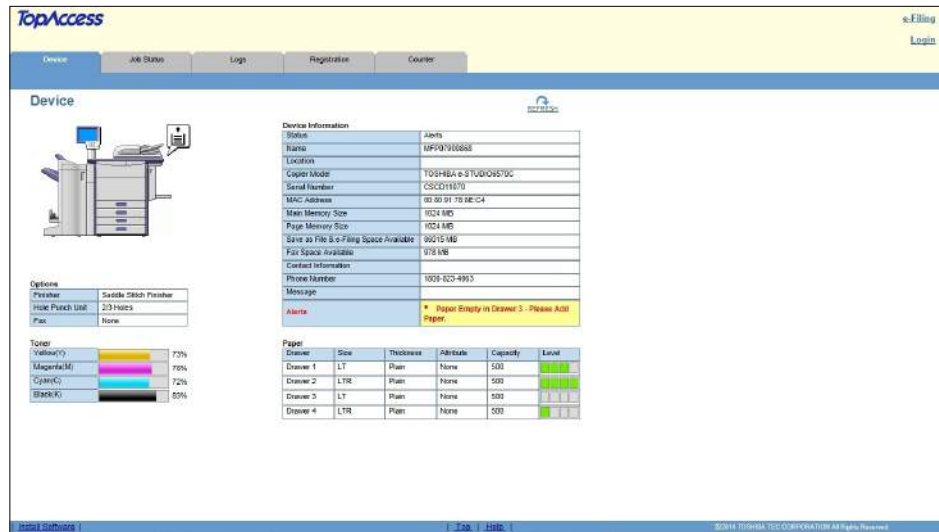 TopAccess
e-Filing
Login
Device Job Status Logs Registration Counter
Device
REFRESH
Device Information
Status Alerts
Name MFP07900868
Location
Copier Model TOSHIBA e-STUDIO6570C
Serial Number CSCD11870
MAC Address
Main Memory Size 1024 MB
Page Memory Size 1024 MB
Save as File & e-Filing Space Available
Fax Space Available 978 MB
Contact Information
Phone Number
Message
Alerts * Paper Empty in Drawer 3 - Please Add
Paper.
Options
Finisher Saddle Stitch Finisher
Hole Punch Unit 2/3 Holes
Fax None
Toner
Yellow(Y) 73%
Magenta(M) 76%
Cyan(C) 72%
Black(K) 83%
Paper
Drawer Size Thickness Attribute Capacity Level
Drawer 1 LT Plain None 500
Drawer 2 LTR Plain None 500
Drawer 3 LT Plain None 500
Drawer 4 LTR Plain None 500
Install Software |
| Top | Help |
©2014 TOSHIBA TEC CORPORATION All Rights Reserved.